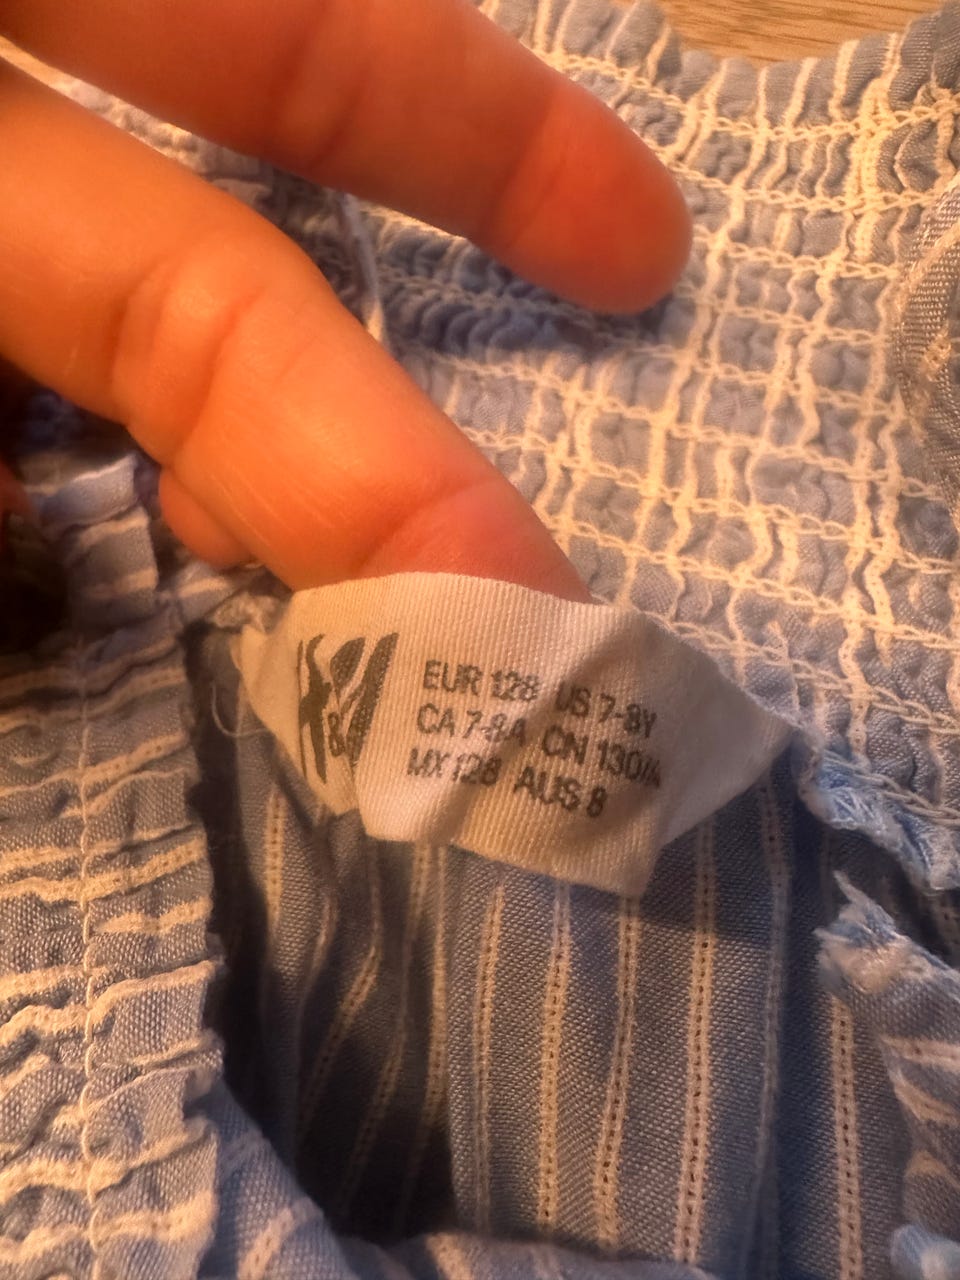 H&M
EUR 128 US 7-8Y
CA 7-8A CN 130/
MX 128 AUS 8